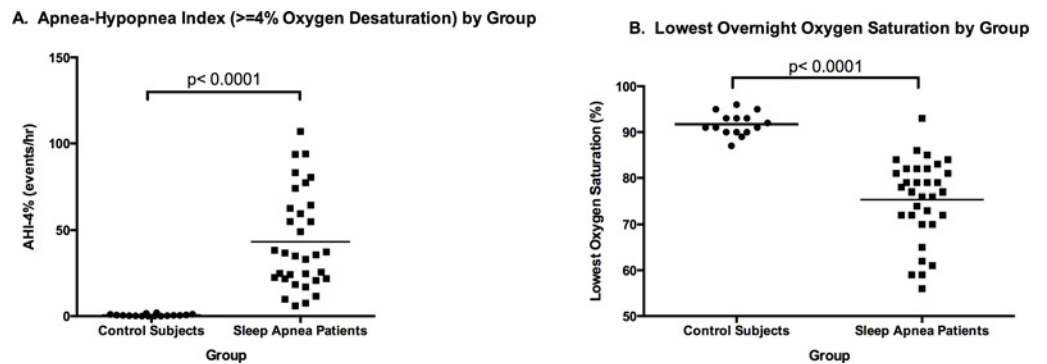 A. Apnea-Hypopnea Index (>=4% Oxygen Desaturation) by Group
150
100
50
0
AHI-4% (events/hr)
p< 0.0001
Control Subjects
Sleep Apnea Patients
Group
B. Lowest Overnight Oxygen Saturation by Group
100
90
80
70
60
50
Lowest Oxygen Saturation (%)
p< 0.0001
Control Subjects
Sleep Apnea Patients
Group